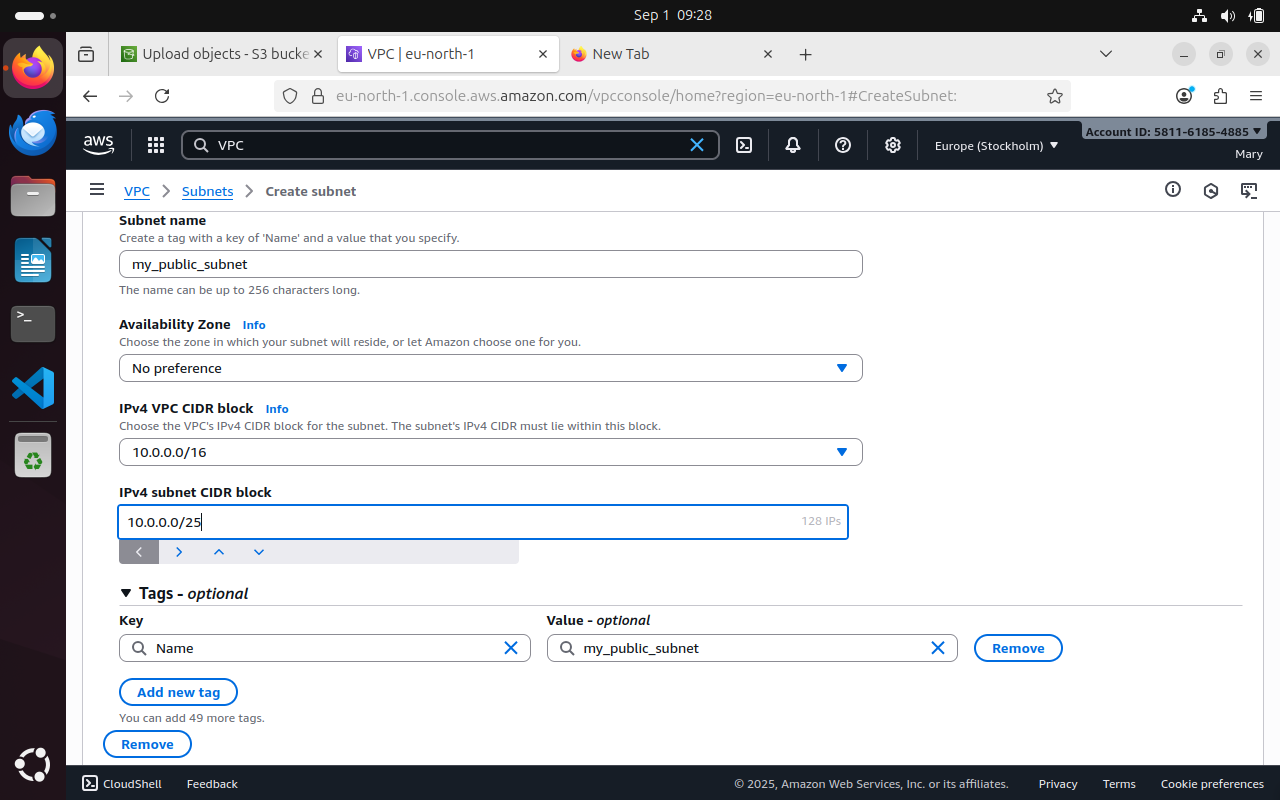 Sep 1 09:28
Upload objects - S3 bucke
VPC | eu-north-1
New Tab
eu-north-1.console.aws.amazon.com/vpcconsole/home?region=eu-north-1#CreateSubnet:
aws
VPC
Europe (Stockholm)
Account ID: 5811-6185-4885
Mary
VPC
Subnets
Create subnet
Subnet name
Create a tag with a key of 'Name' and a value that you specify.
my_public_subnet
The name can be up to 256 characters long.
Availability Zone Info
Choose the zone in which your subnet will reside, or let Amazon choose one for you.
No preference
IPv4 VPC CIDR block Info
Choose the VPC's IPv4 CIDR block for the subnet. The subnet's IPv4 CIDR must lie within this block.
10.0.0.0/16
IPv4 subnet CIDR block
10.0.0.0/25
128 IPs
Tags - optional
Key
Value - optional
Name
my_public_subnet
Remove
Add new tag
You can add 49 more tags.
Remove
CloudShell
Feedback
© 2025, Amazon Web Services, Inc. or its affiliates.
Privacy
Terms
Cookie preferences